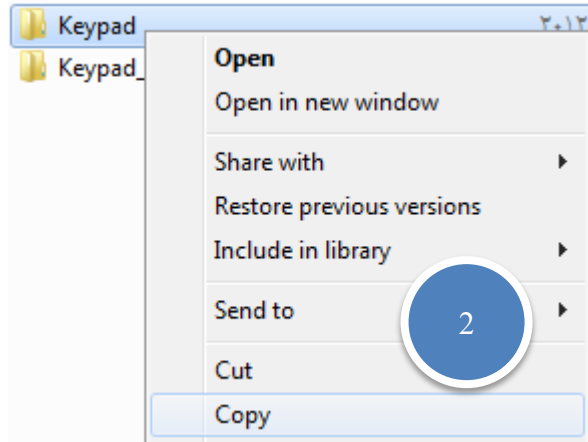 Keypad ٢٠١٢
Keypad_
Open
Open in new window
Share with
Restore previous versions
Include in library
Send to
2
Cut
Copy